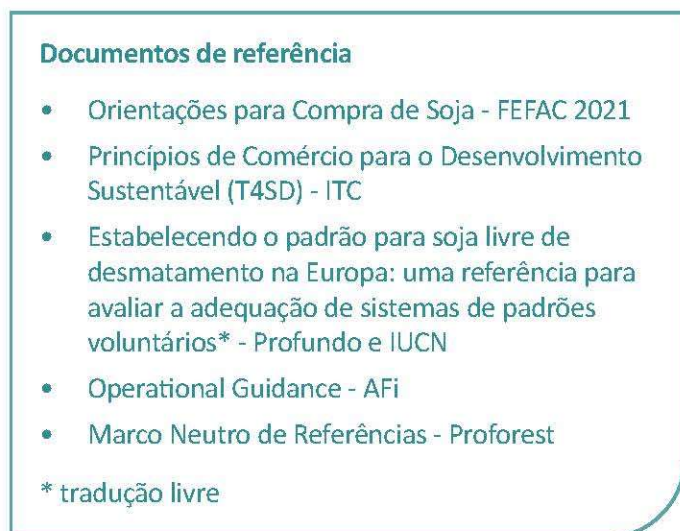 Documentos de referência
• Orientações para Compra de Soja - FEFAC 2021
• Princípios de Comércio para o Desenvolvimento
Sustentável (T4SD) - ITC
• Estabelecendo o padrão para soja livre de
desmatamento na Europa: uma referência para
avaliar a adequação de sistemas de padrões
voluntários* - Profundo e IUCN
• Operational Guidance - AFi
• Marco Neutro de Referências - Proforest
* tradução livre